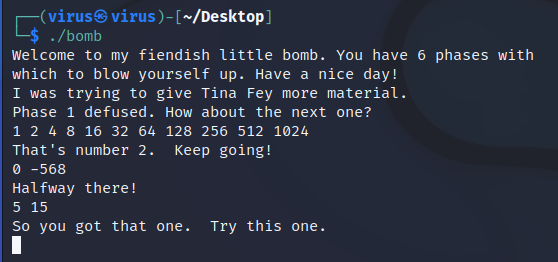 ┌──(virus㉿virus)-[~/Desktop]
└─$ ./bomb
Welcome to my fiendish little bomb. You have 6 phases with
which to blow yourself up. Have a nice day!
I was trying to give Tina Fey more material.
Phase 1 defused. How about the next one?
1 2 4 8 16 32 64 128 256 512 1024
That's number 2.  Keep going!
0 -568
Halfway there!
5 15
So you got that one.  Try this one.